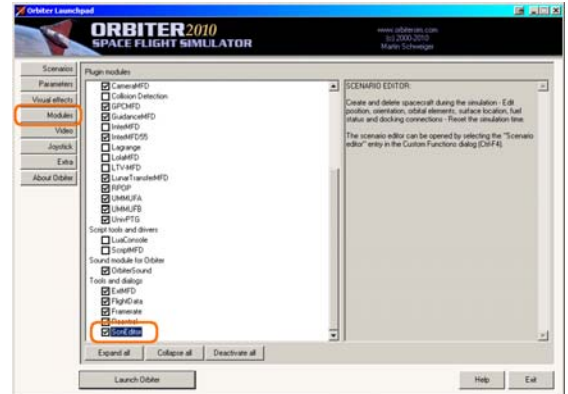 Orbiter Launchpad
ORBITER2010
SPACE FLIGHT SIMULATOR
www.orbitersim.com
(c) 2000-2010
Martin Schweiger
Scenarios
Parameters
Visual effects
Modules
Video
Joystick
Extra
About Orbiter
Plugin modules
CameraMFD
Collision Detection
GPCMFD
GuidanceMFD
InterMFD
InterMFD55
Lagrange
LolaMFD
LTV-MFD
LunarTransferMFD
RPOP
UMMUFA
UMMUFB
UnivPTG
Script tools and drivers
LuaConsole
ScriptMFD
Sound module for Orbiter
OrbiterSound
Tools and dialogs
ExtMFD
FlightData
Framerate
ScnEditor
SCENARIO EDITOR:
Create and delete spacecraft during the simulation - Edit
position, orientation, orbital elements, surface location, fuel
status and docking connections - Reset the simulation time.
The scenario editor can be opened by selecting the "Scenario
editor" entry in the Custom Functions dialog (Ctrl-F4).
Expand all
Collapse all
Deactivate all
Launch Orbiter
Help
Exit